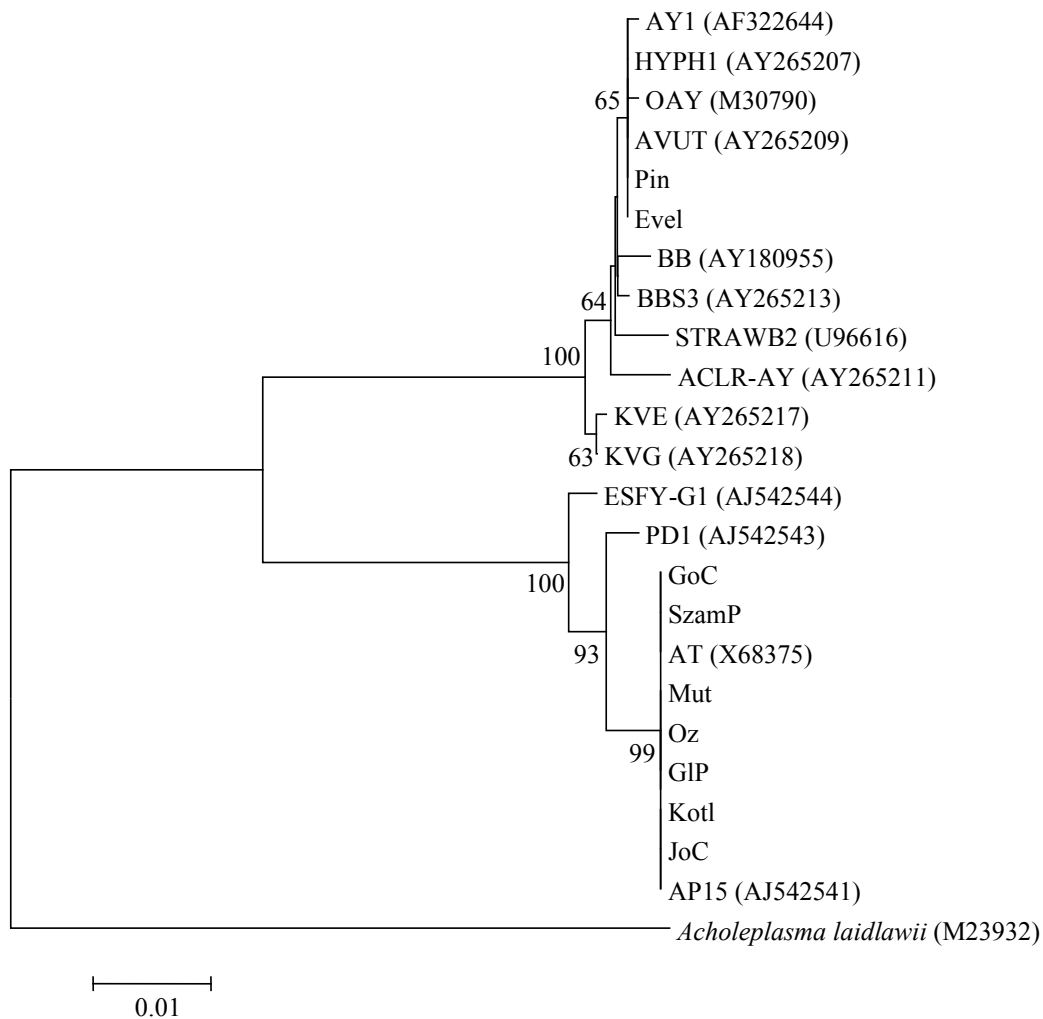 AY1 (AF322644)
HYPH1 (AY265207)
65
OAY (M30790)
AVUT (AY265209)
Pin
Evel
BB (AY180955)
64
BBS3 (AY265213)
STRAWB2 (U96616)
100
ACLR-AY (AY265211)
KVE (AY265217)
63
KVG (AY265218)
ESFY-G1 (AJ542544)
PD1 (AJ542543)
100
GoC
SzamP
93
AT (X68375)
Mut
Oz
99
GlP
Kotl
JoC
AP15 (AJ542541)
Acholeplasma laidlawii (M23932)
0.01